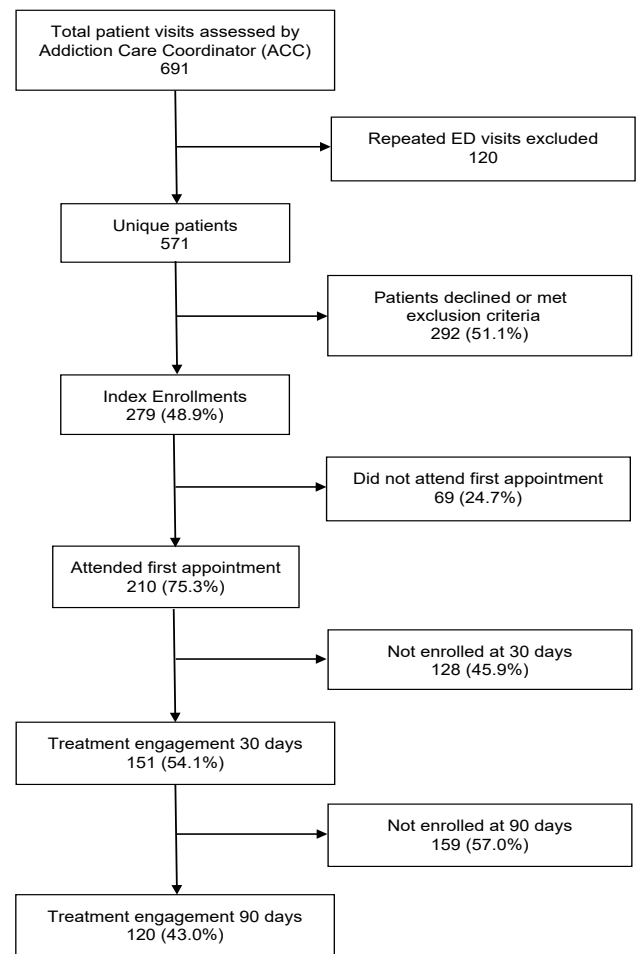 Total patient visits assessed by
Addiction Care Coordinator (ACC)
691
Repeated ED visits excluded
120
Unique patients
571
Patients declined or met
exclusion criteria
292 (51.1%)
Index Enrollments
279 (48.9%)
Did not attend first appointment
69 (24.7%)
Attended first appointment
210 (75.3%)
Not enrolled at 30 days
128 (45.9%)
Treatment engagement 30 days
151 (54.1%)
Not enrolled at 90 days
159 (57.0%)
Treatment engagement 90 days
120 (43.0%)